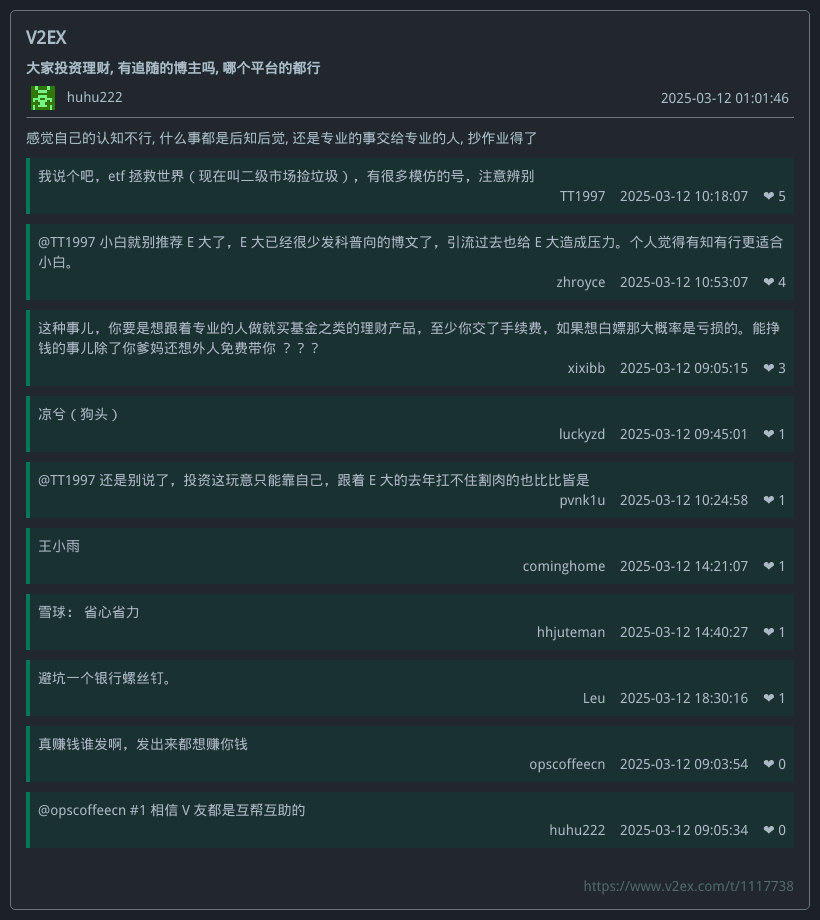 V2EX
大家投资理财, 有追随的博主吗, 哪个平台的都行
huhu222 2025-03-12 01:01:46
感觉自己的认知不行, 什么事都是后知后觉, 还是专业的事交给专业的人, 抄作业得了
我说个吧，etf 拯救世界（现在叫二级市场捡垃圾），有很多模仿的号，注意辨别
TT1997 2025-03-12 10:18:07 ❤ 5
@TT1997 小白就别推荐 E 大了，E 大已经很少发科普向的博文了，引流过去也给 E 大造成压力。个人觉得有知有行更适合
小白。
zhroyce 2025-03-12 10:53:07 ❤ 4
这种事儿，你要是想跟着专业的人做就买基金之类的理财产品，至少你交了手续费，如果想白嫖那大概率是亏损的。能挣
钱的事儿除了你爹妈还想外人免费带你 ？？？
xixibb 2025-03-12 09:05:15 ❤ 3
凉兮（狗头）
luckyzd 2025-03-12 09:45:01 ❤ 1
@TT1997 还是别说了，投资这玩意只能靠自己，跟着 E 大的去年扛不住割肉的也比比皆是
pvnk1u 2025-03-12 10:24:58 ❤ 1
王小雨
cominghome 2025-03-12 14:21:07 ❤ 1
雪球： 省心省力
hhjuteman 2025-03-12 14:40:27 ❤ 1
避坑一个银行螺丝钉。
Leu 2025-03-12 18:30:16 ❤ 1
真赚钱谁发啊，发出来都想赚你钱
opscoffeecn 2025-03-12 09:03:54 ❤ 0
@opscoffeecn #1 相信 V 友都是互帮互助的
huhu222 2025-03-12 09:05:34 ❤ 0
https://www.v2ex.com/t/1117738